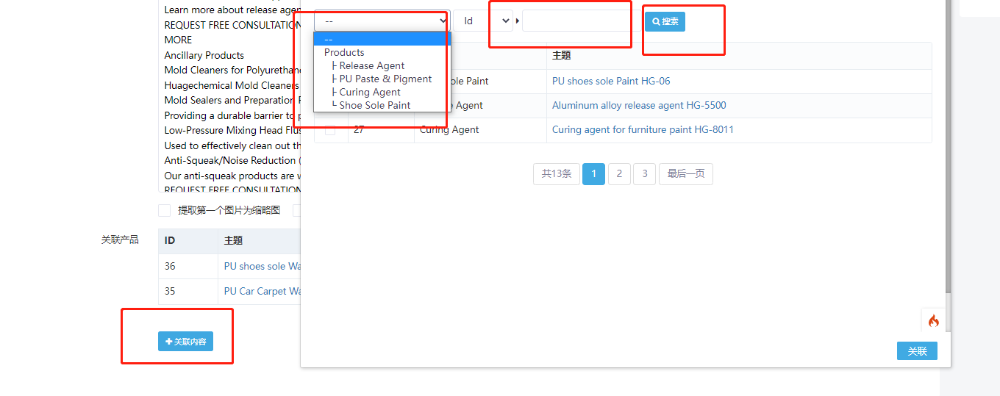 Learn more about release agen
REQUEST FREE CONSULTATION
MORE
Ancillary Products
Mold Cleaners for Polyurethane
Huagechemical Mold Cleaners
Mold Sealers and Preparation
Providing a durable barrier to p
Low-Pressure Mixing Head Flus
Used to effectively clean out th
Anti-Squeak/Noise Reduction (
Our anti-squeak products are w
REQUEST FREE CONSULTATION
提取第一个图片为缩略图
关联产品
ID 主题
36 PU shoes sole Wa
35 PU Car Carpet Wa
关联内容
-- Id 搜索
--
Products
├ Release Agent
├ PU Paste & Pigment
├ Curing Agent
└ Shoe Sole Paint
主题
ole Paint PU shoes sole Paint HG-06
e Agent Aluminum alloy release agent HG-5500
27 Curing Agent Curing agent for furniture paint HG-8011
共13条 1 2 3 最后一页
关联